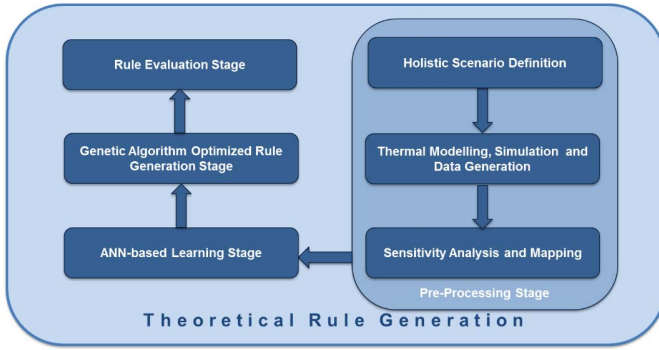 Rule Evaluation Stage
Genetic Algorithm Optimized Rule
Generation Stage
ANN-based Learning Stage
Holistic Scenario Definition
Thermal Modelling, Simulation and
Data Generation
Sensitivity Analysis and Mapping
Pre-Processing Stage
Theoretical Rule Generation